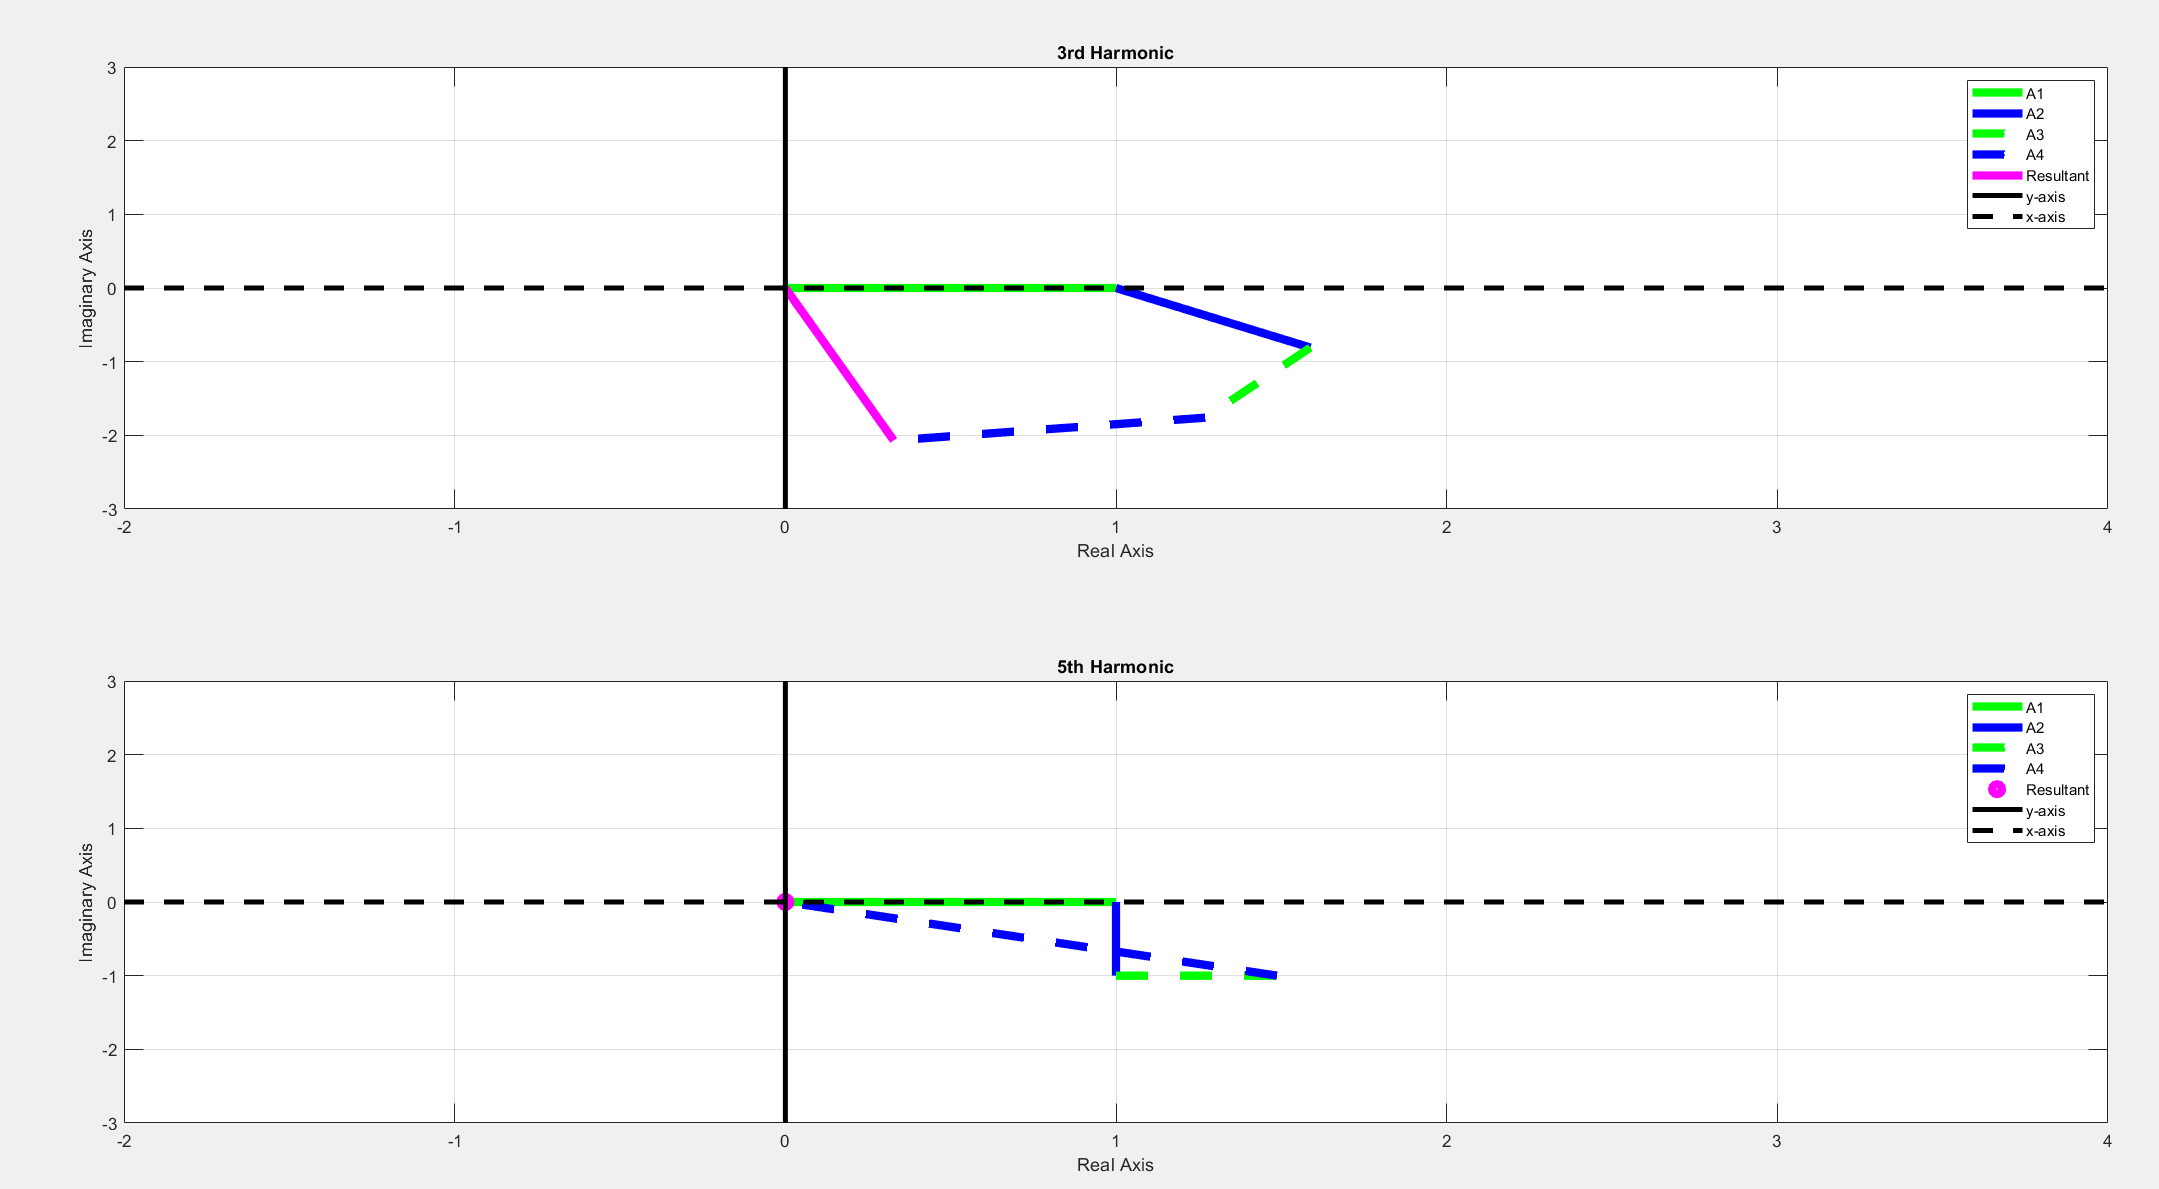 3rd Harmonic
3
2
1
0
-1
-2
-3
Imaginary Axis
-2 -1 0 1 2 3 4
Real Axis
A1
A2
A3
A4
Resultant
y-axis
x-axis
5th Harmonic
3
2
1
0
-1
-2
-3
Imaginary Axis
-2 -1 0 1 2 3 4
Real Axis
A1
A2
A3
A4
Resultant
y-axis
x-axis